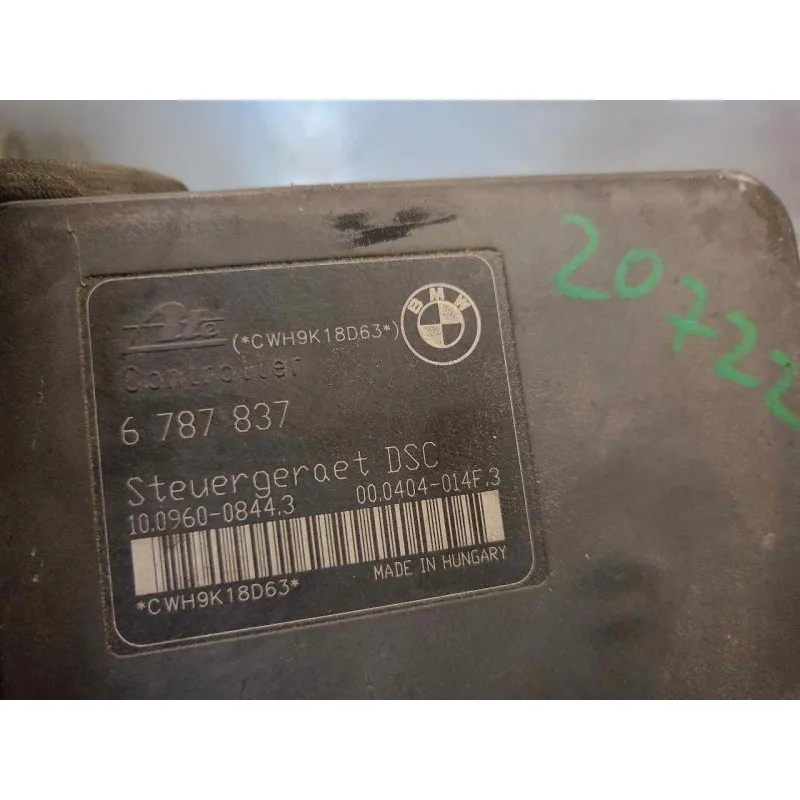 Ate
(*CWH9K18D63*)
BMW
Controller
6 787 837
Steuergeraet DSC
10.0960-0844.3
00.0404-014F.3
MADE IN HUNGARY
*CWH9K18D63*
20722